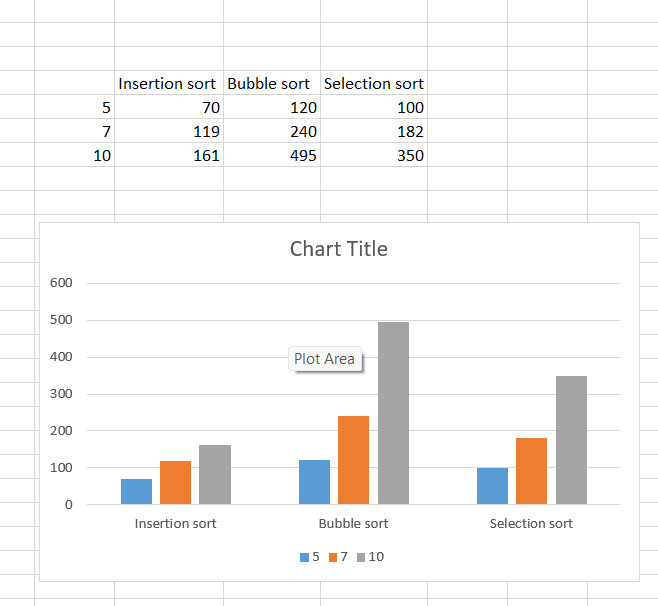 Insertion sort Bubble sort Selection sort
5 70 120 100
7 119 240 182
10 161 495 350
Chart Title
600
500
400
Plot Area
300
200
100
0
Insertion sort Bubble sort Selection sort
5 7 10